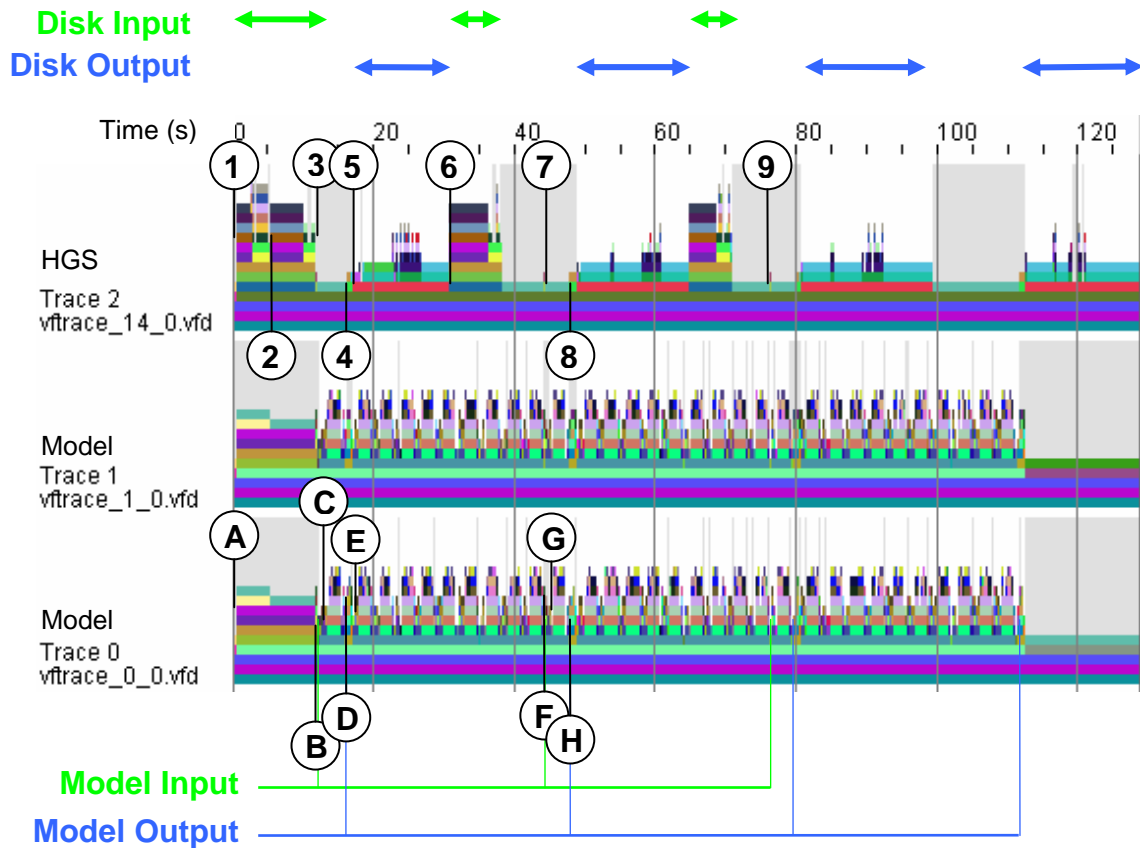 Disk Input
Disk Output
Time (s) 0 20 40 60 80 100 120
1 3 5 6 7 9
HGS
Trace 2
vftrace_14_0.vfd
2 4 8
Model
Trace 1
vftrace_1_0.vfd
C
A E G
Model
Trace 0
vftrace_0_0.vfd
B D F H
Model Input
Model Output